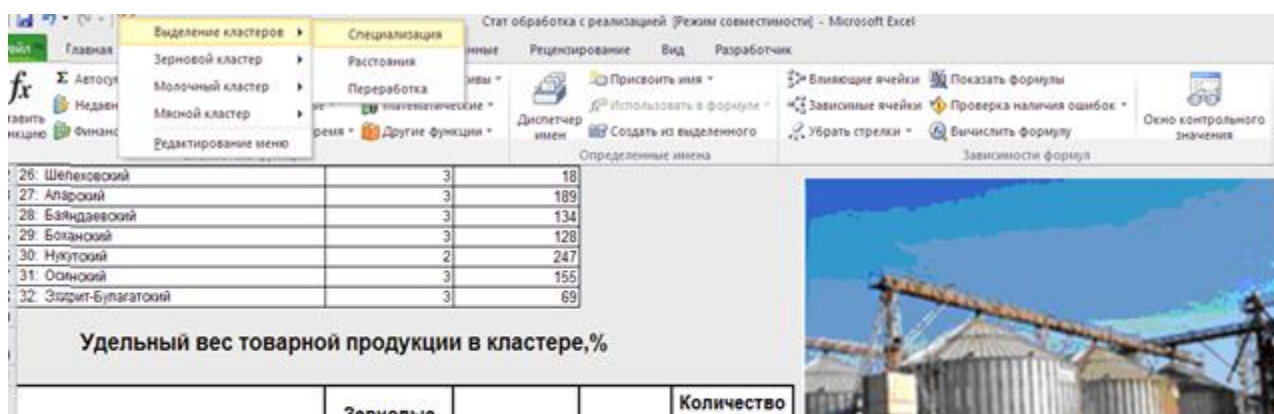 Стат обработка с реализацией [Режим совместимости] - Microsoft Excel
Главная
Рецензирование Вид Разработчик
Выделение кластеров
Зерновой кластер
Молочный кластер
Мясной кластер
Редактирование меню
Специализация
Расстояния
Переработка
fx
Σ
Математические
Другие функции
Диспетчер имен
Присвоить имя
Использовать в формуле
Создать из выделенного
Определенные имена
Влияющие ячейки
Зависимые ячейки
Убрать стрелки
Показать формулы
Проверка наличия ошибок
Вычислить формулу
Зависимости формул
Окно контрольного значения
26: Шелеховский 3 18
27: Аларский 3 189
28: Баяндаевский 3 134
29: Боханский 3 128
30: Нукутский 2 247
31: Осинский 3 155
32: Эхирит-Булагатский 3 69
Удельный вес товарной продукции в кластере,%
Зерновые
Количество